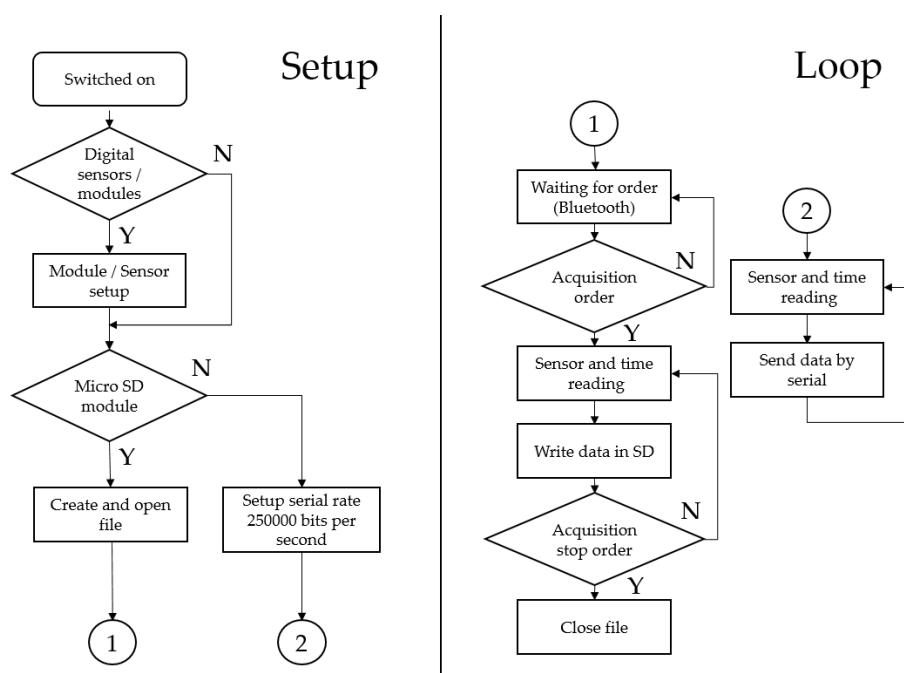 Setup
Switched on
Digital
sensors /
modules
N
Y
Module / Sensor
setup
Micro SD
module
N
Y
Create and open
file
Setup serial rate
250000 bits per
second
1
2
Loop
1
Waiting for order
(Bluetooth)
Acquisition
order
N
Y
Sensor and time
reading
Write data in SD
Acquisition
stop order
N
Y
Close file
2
Sensor and time
reading
Send data by
serial